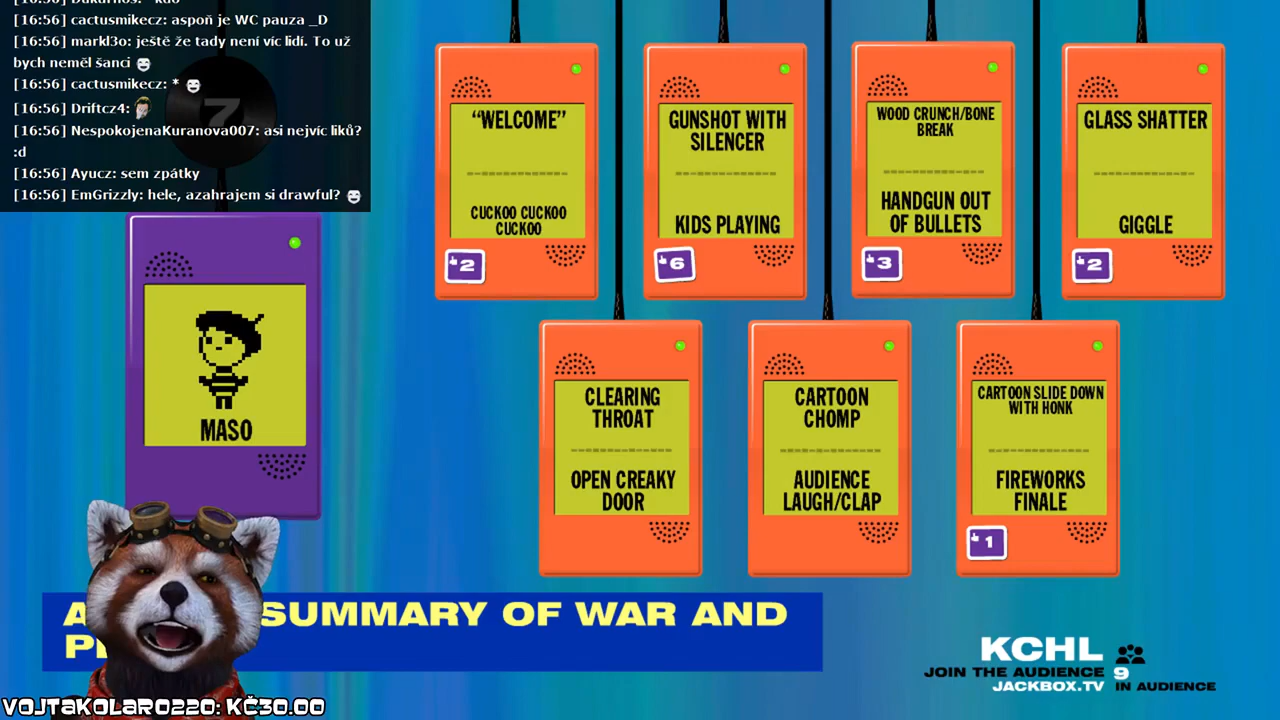 [16:56] cactusmikecz: aspoň je WC pauza _D
[16:56] markl3o: ještě že tady není víc lidí. To už
bych neměl šanci
[16:56] cactusmikecz: *
[16:56] Driftcz4:
[16:56] NespokojenaKuranova007: asi nejvíc liků?
:d
[16:56] Ayucz: sem zpátky
[16:56] EmGrizzly: hele, azahrajem si drawful?
7
MASO
“WELCOME”
CUCKOO CUCKOO
CUCKOO
2
GUNSHOT WITH
SILENCER
KIDS PLAYING
6
WOOD CRUNCH/BONE
BREAK
HANDGUN OUT
OF BULLETS
3
GLASS SHATTER
GIGGLE
2
CLEARING
THROAT
OPEN CREAKY
DOOR
CARTOON
CHOMP
AUDIENCE
LAUGH/CLAP
CARTOON SLIDE DOWN
WITH HONK
FIREWORKS
FINALE
1
SUMMARY OF WAR AND
KCHL
JOIN THE AUDIENCE
JACKBOX.TV
9
IN AUDIENCE
VOJTAKOLAR0220: KČ30.00